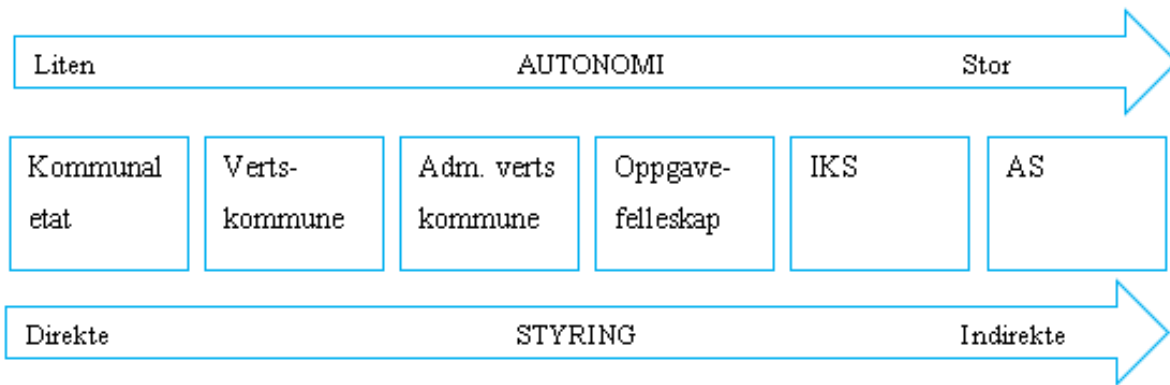 Liten AUTONOMI Stor
Kommunal
etat
Verts-
kommune
Adm. verts
kommune
Oppgave-
felleskap
IKS
AS
Direkte STYRING Indirekte